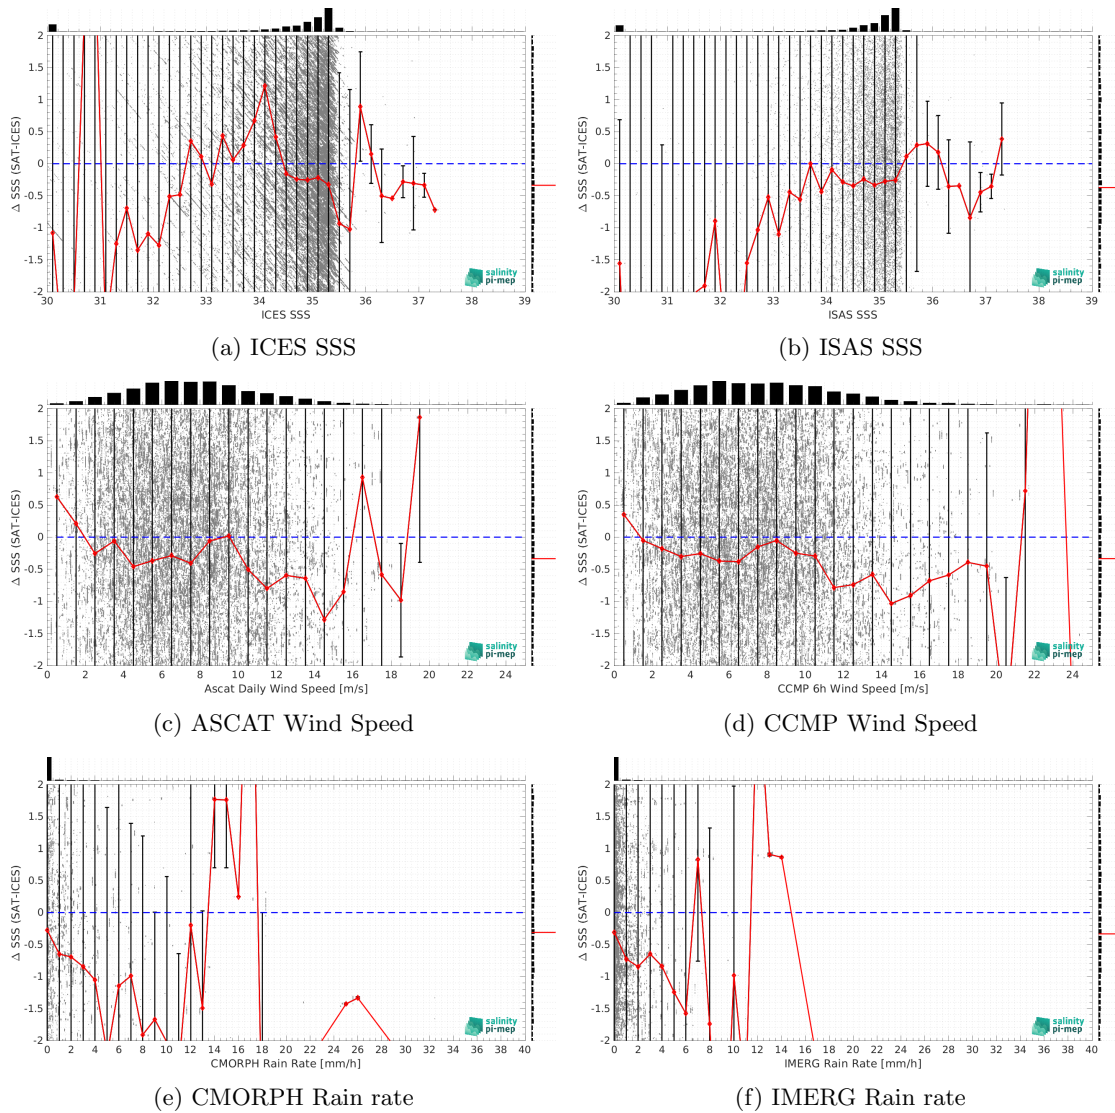 2
1.5
1
0.5
0
-0.5
-1
-1.5
-2
Δ SSS (SAT-ICES)
30 31 32 33 34 35 36 37 38 39
ICES SSS
salinity
pi-mep
(a) ICES SSS
2
1.5
1
0.5
0
-0.5
-1
-1.5
-2
Δ SSS (SAT-ICES)
30 31 32 33 34 35 36 37 38 39
ISAS SSS
salinity
pi-mep
(b) ISAS SSS
2
1.5
1
0.5
0
-0.5
-1
-1.5
-2
Δ SSS (SAT-ICES)
0 2 4 6 8 10 12 14 16 18 20 22 24
Ascat Daily Wind Speed [m/s]
salinity
pi-mep
(c) ASCAT Wind Speed
2
1.5
1
0.5
0
-0.5
-1
-1.5
-2
Δ SSS (SAT-ICES)
0 2 4 6 8 10 12 14 16 18 20 22 24
CCMP 6h Wind Speed [m/s]
salinity
pi-mep
(d) CCMP Wind Speed
2
1.5
1
0.5
0
-0.5
-1
-1.5
-2
Δ SSS (SAT-ICES)
0 2 4 6 8 10 12 14 16 18 20 22 24 26 28 30 32 34 36 38 40
CMORPH Rain Rate [mm/h]
salinity
pi-mep
(e) CMORPH Rain rate
2
1.5
1
0.5
0
-0.5
-1
-1.5
-2
Δ SSS (SAT-ICES)
0 2 4 6 8 10 12 14 16 18 20 22 24 26 28 30 32 34 36 38 40
IMERG Rain Rate [mm/h]
salinity
pi-mep
(f) IMERG Rain rate